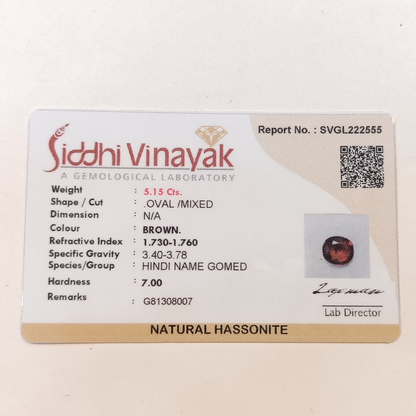 Report No. : SVGL222555
Siddhi Vinayak
A GEMOLOGICAL LABORATORY
Weight : 5.15 Cts.
Shape / Cut : .OVAL /MIXED
Dimension : N/A
Colour : BROWN.
Refractive Index : 1.730-1.760
Specific Gravity : 3.40-3.78
Species/Group : HINDI NAME GOMED
Hardness : 7.00
Remarks : G81308007
Lab Director
NATURAL HASSONITE